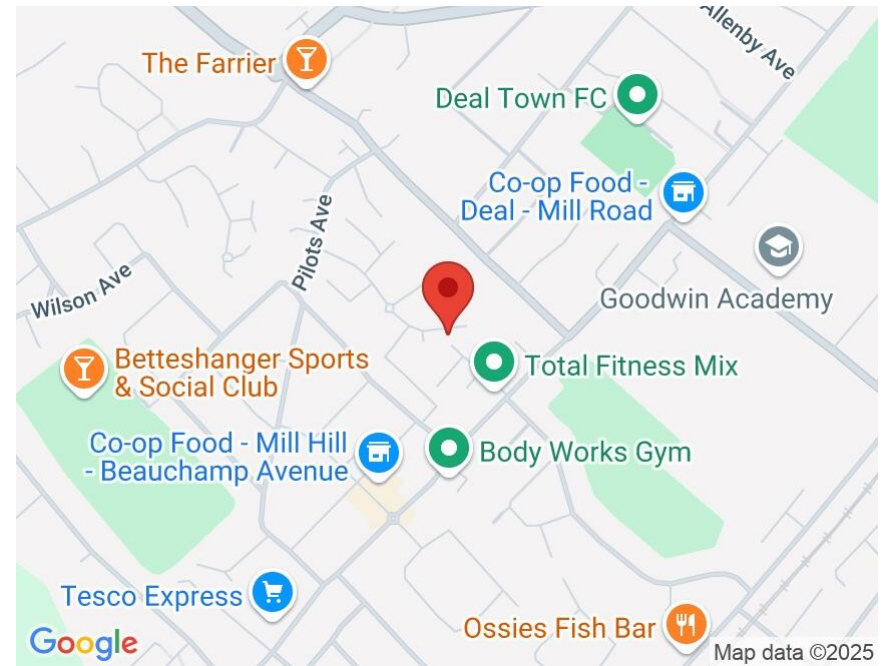 Allenby Ave
The Farrier
Deal Town FC
Co-op Food -
Deal - Mill Road
Pilots Ave
Wilson Ave
Goodwin Academy
Betteshanger Sports
& Social Club
Total Fitness Mix
Co-op Food - Mill Hill
- Beauchamp Avenue
Body Works Gym
Tesco Express
Ossies Fish Bar
Google
Map data ©2025